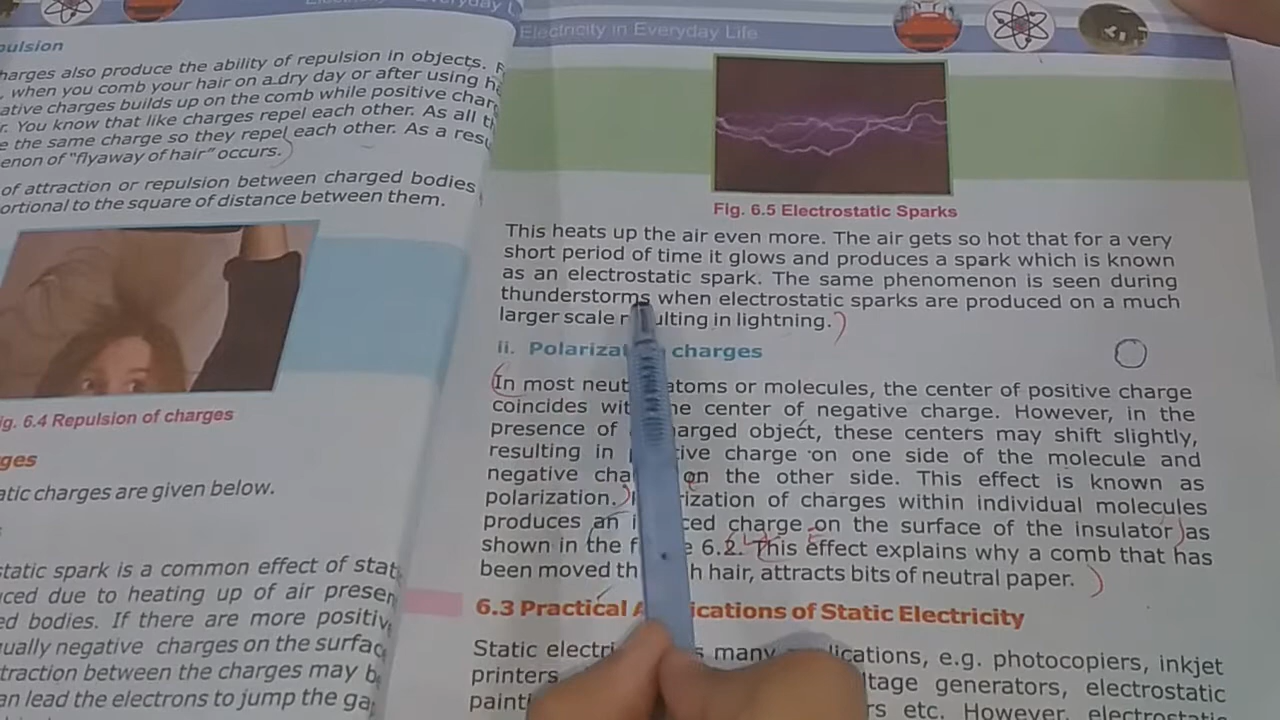 pulsion
harges also produce the ability of repulsion in objects.
when you comb your hair on a dry day or after using
ative charges builds up on the comb while positive
r. You know that like charges repel each other. As all
e the same charge so they repel each other. As a
enon of "flyaway of hair" occurs.
of attraction or repulsion between charged bodies
ortional to the square of distance between them.
ig. 6.4 Repulsion of charges
ges
atic charges are given below.
static spark is a common effect of
ced due to heating up of air
ed bodies. If there are more
ually negative charges on the
traction between the charges may
an lead the electrons to jump the
Electricity in Everyday Life
Fig. 6.5 Electrostatic Sparks
This heats up the air even more. The air gets so hot that for a very
short period of time it glows and produces a spark which is known
as an electrostatic spark. The same phenomenon is seen during
thunderstorms when electrostatic sparks are produced on a much
larger scale r ulting in lightning.
ii. Polariza charges
In most neut atoms or molecules, the center of positive charge
coincides wit he center of negative charge. However, in the
presence of harged object, these centers may shift slightly,
resulting in ive charge on one side of the molecule and
negative cha on the other side. This effect is known as
polarization. rization of charges within individual molecules
produces an i ced charge on the surface of the insulator as
shown in the f e 6.2. This effect explains why a comb that has
been moved th h hair, attracts bits of neutral paper.
6.3 Practical A ications of Static Electricity
Static electri s many lications, e.g. photocopiers, inkjet
printers tage generators, electrostatic
paint rs etc. However, electrostatic